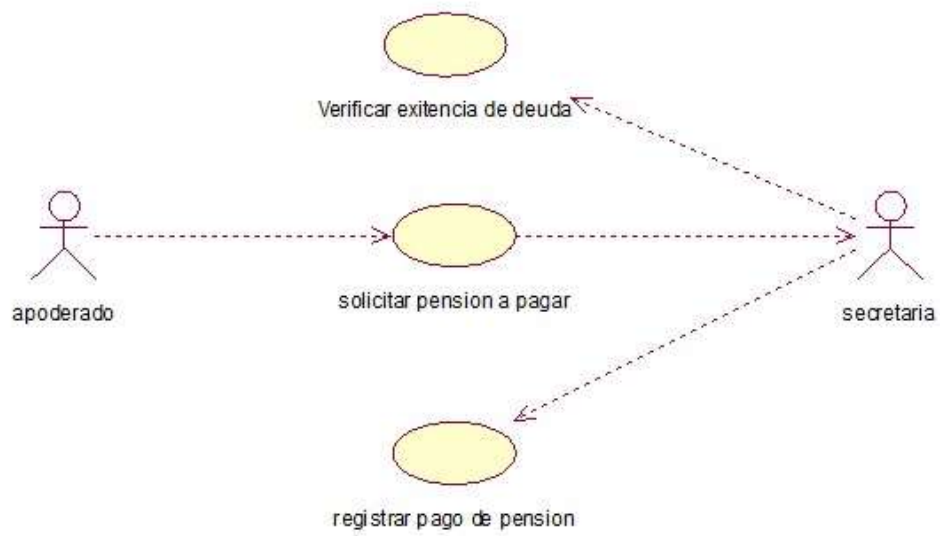 Verificar exitencia de deuda
apoderado
solicitar pension a pagar
secretaria
registrar pago de pension